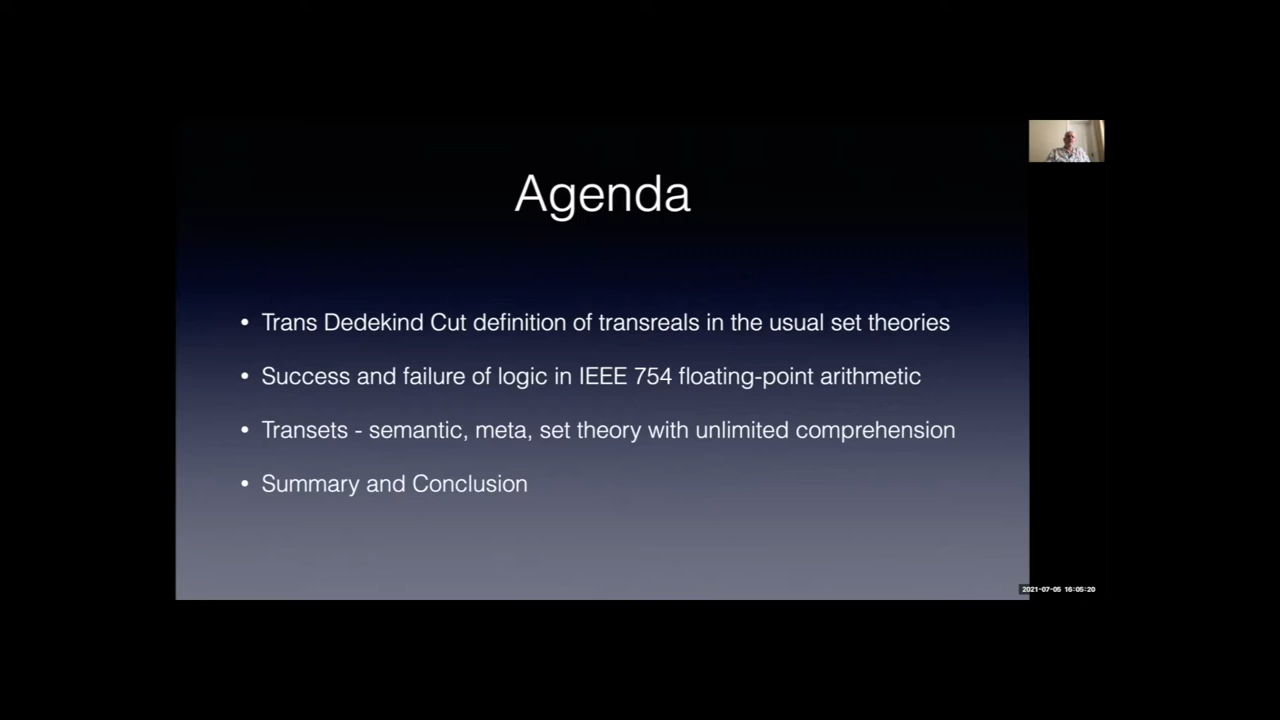 Agenda
• Trans Dedekind Cut definition of transreals in the usual set theories
• Success and failure of logic in IEEE 754 floating-point arithmetic
• Transets - semantic, meta, set theory with unlimited comprehension
• Summary and Conclusion
2021-07-05 16:05:20